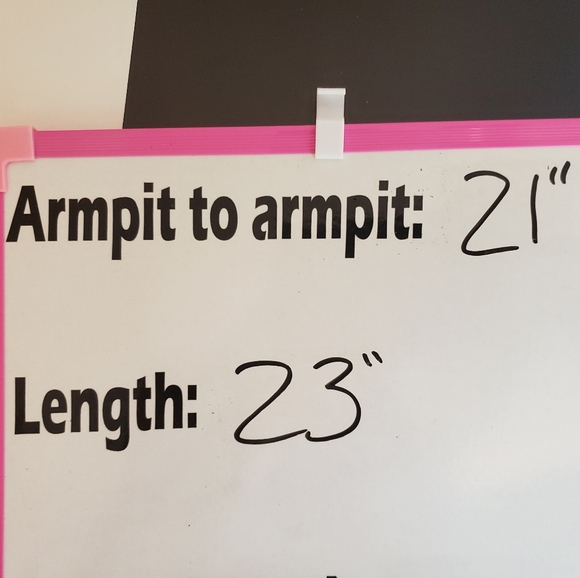 Armpit to armpit: 21"
Length: 23"